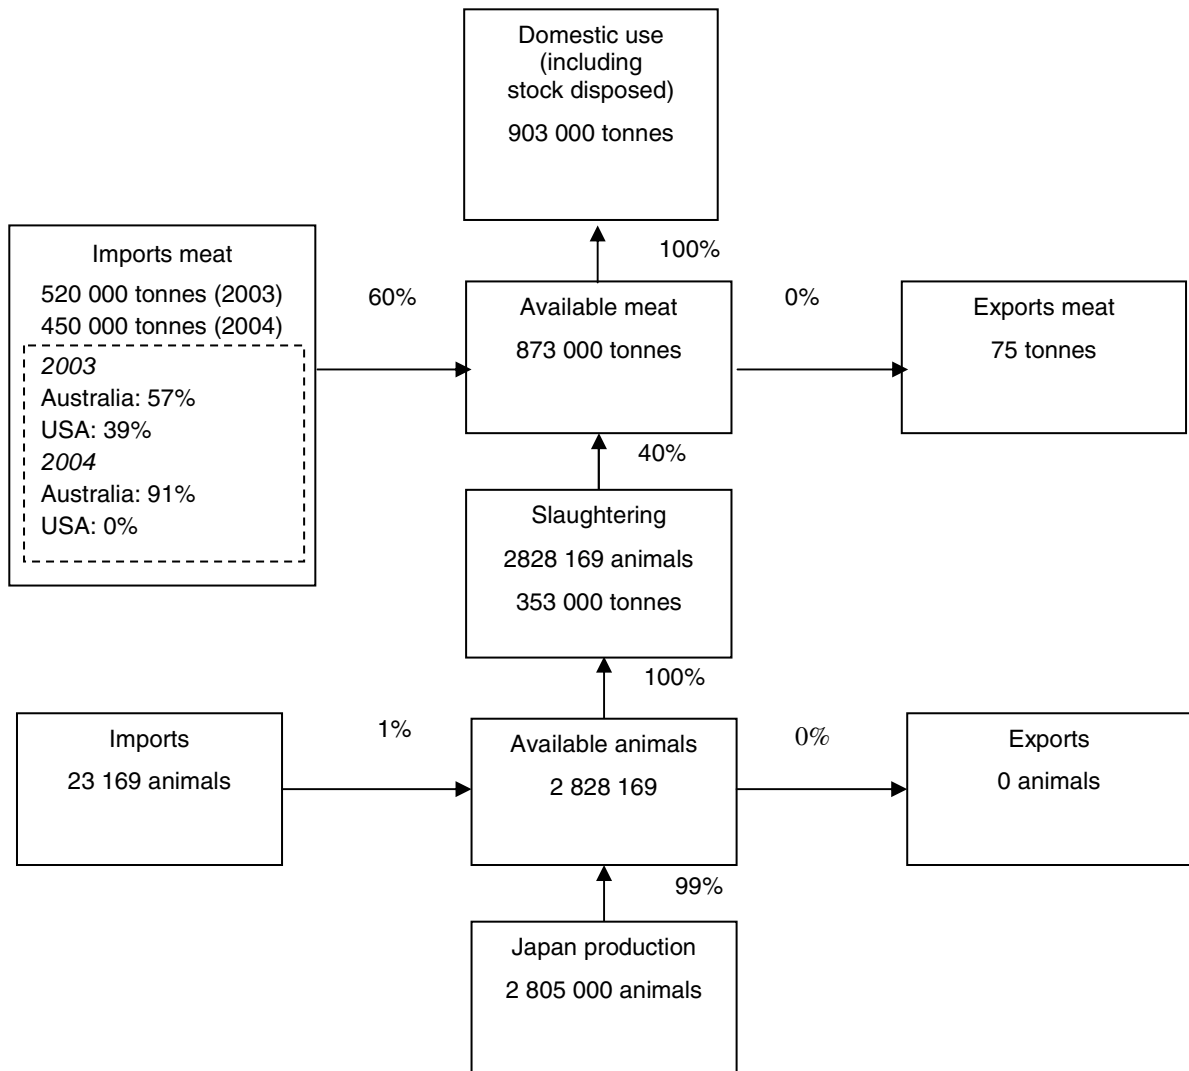 Domestic use
(including
stock disposed)
903 000 tonnes
100%
Imports meat
520 000 tonnes (2003)
450 000 tonnes (2004)
2003
Australia: 57%
USA: 39%
2004
Australia: 91%
USA: 0%
60%
Available meat
873 000 tonnes
0%
Exports meat
75 tonnes
40%
Slaughtering
2828 169 animals
353 000 tonnes
100%
Imports
23 169 animals
1%
Available animals
2 828 169
0%
Exports
0 animals
99%
Japan production
2 805 000 animals